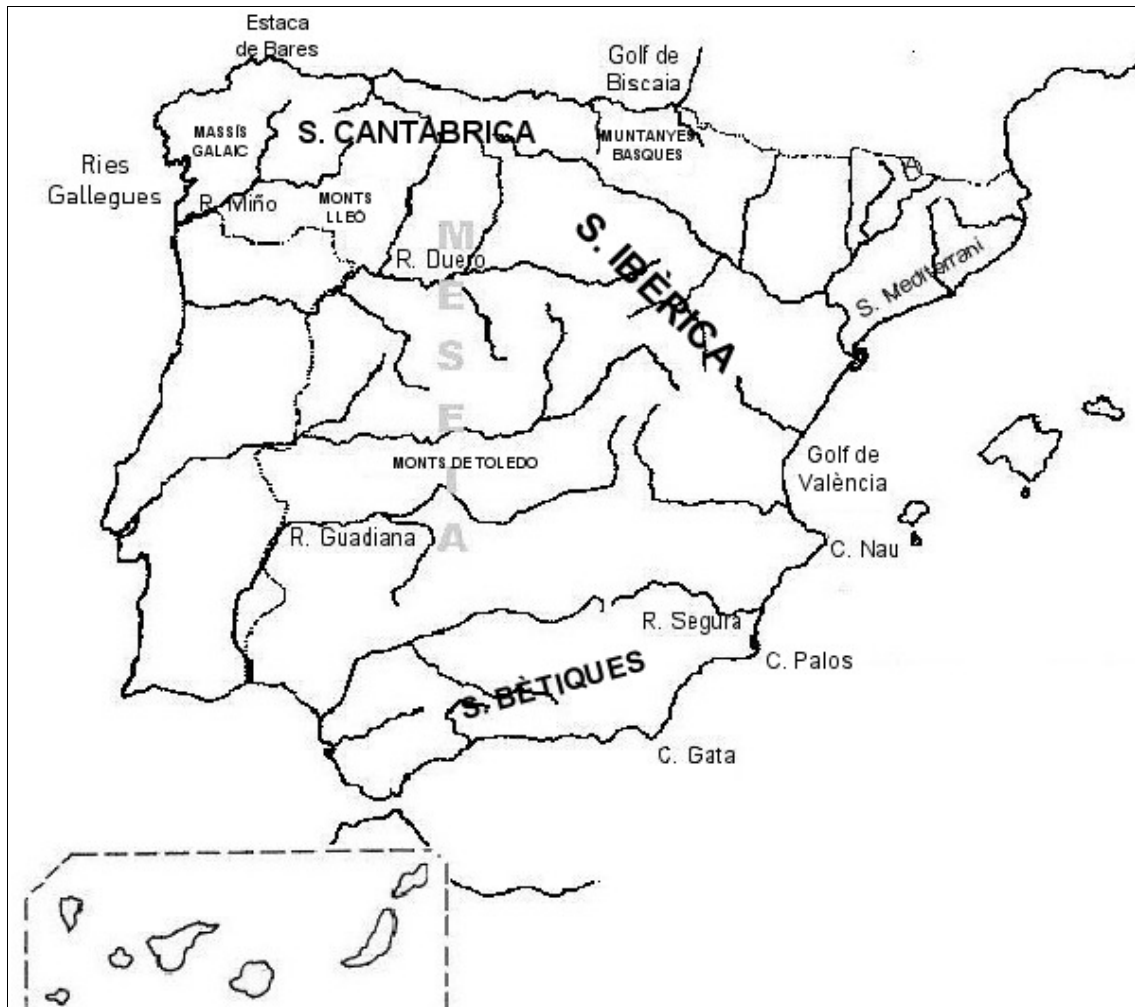 Estaca
de Bares
Golf de
Biscaia
MASSÍS
GALAIC
S. CANTÀBRICA
MUNTANYES
BASQUES
Ries
Gallegues
R. Miño
MONTS
LLEÓ
MESETA
R. Duero
S. IBÈRICA
S. Mediterrani
MONTS DE TOLEDO
Golf de
València
R. Guadiana
C. Nau
R. Segura
C. Palos
S. BÈTIQUES
C. Gata